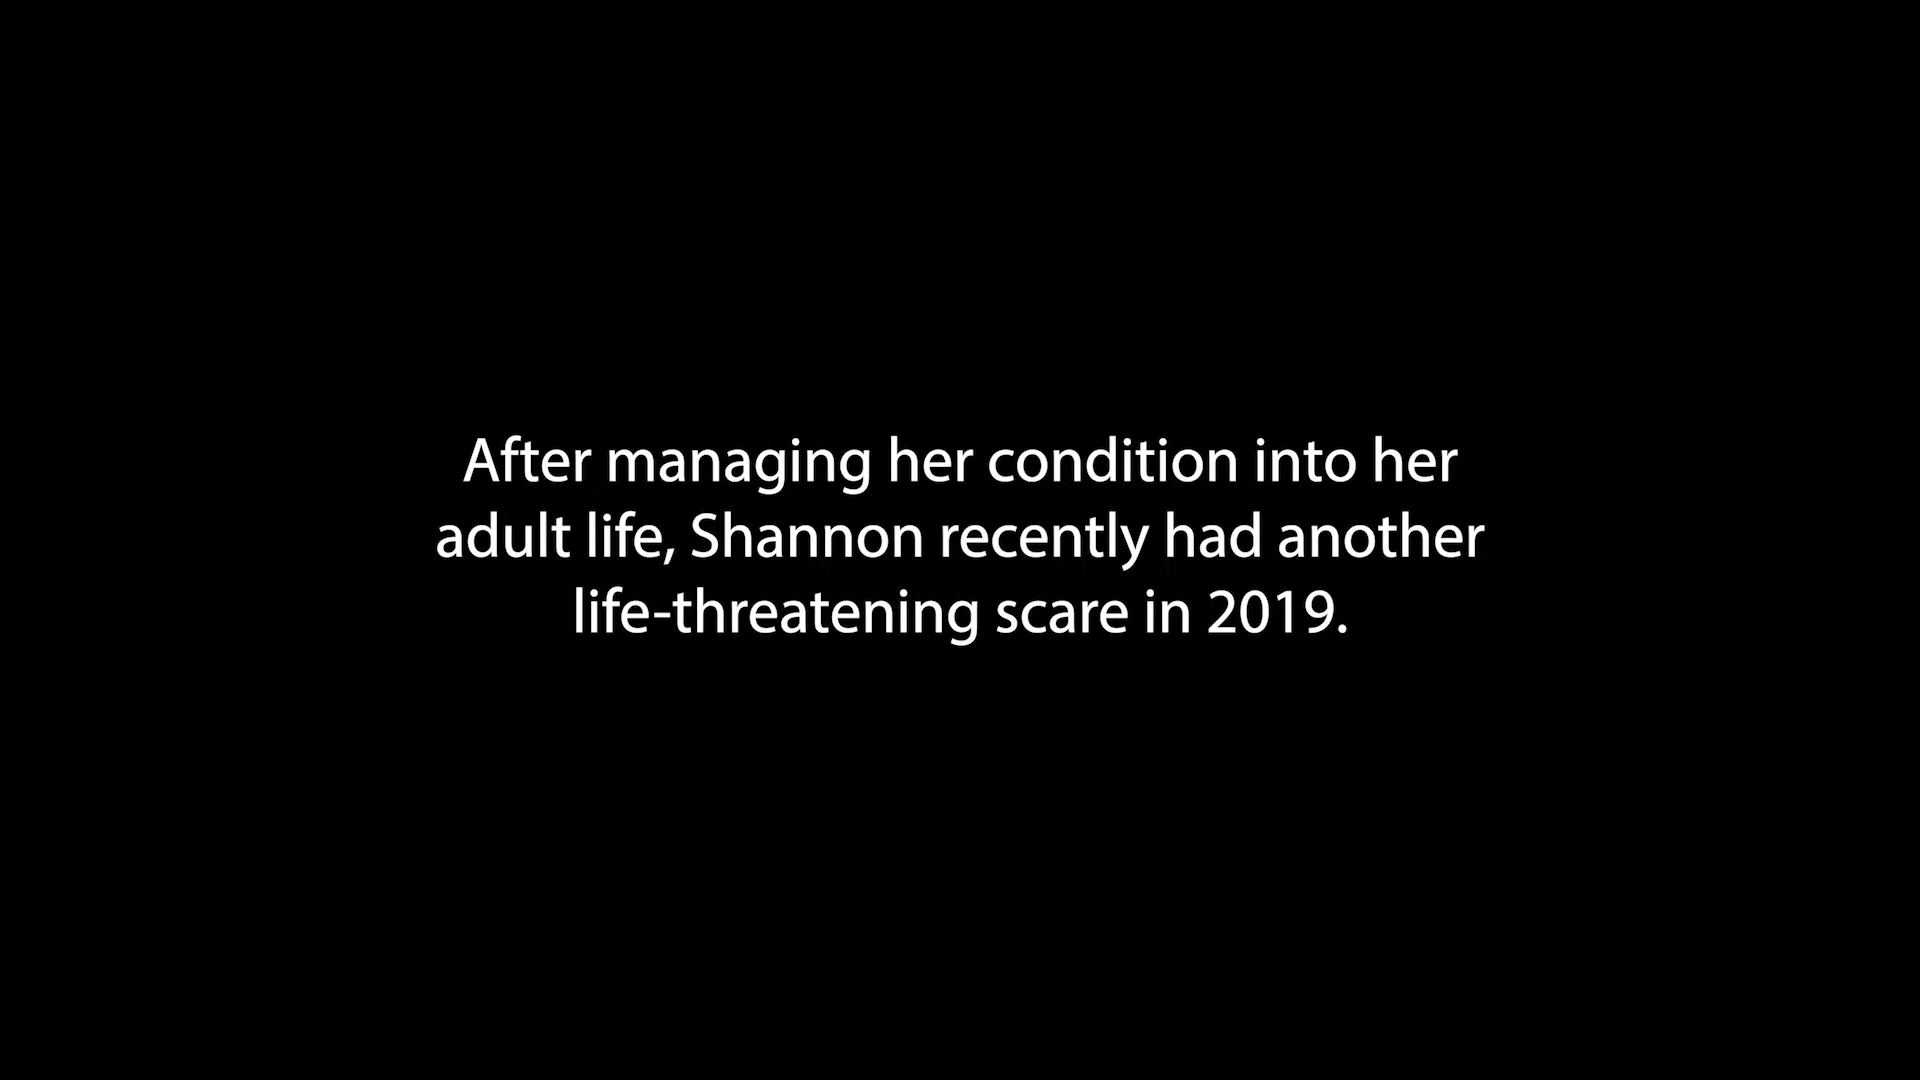 After managing her condition into her
adult life, Shannon recently had another
life-threatening scare in 2019.